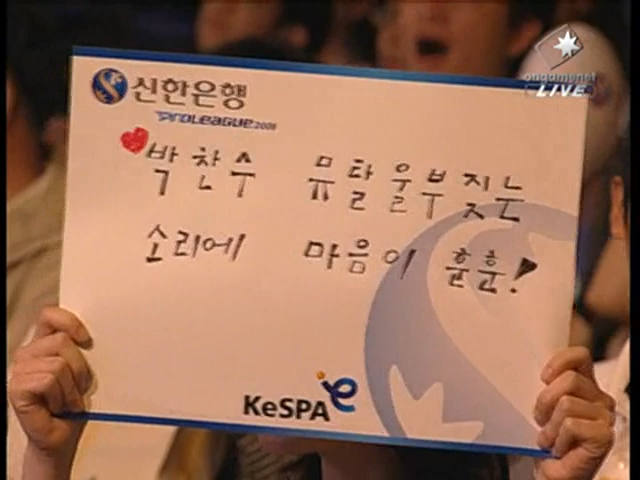 ongamenet
LIVE
신한은행
PROLEAGUE 2008
박찬수 뮤탈울부짖는
소리에 마음이 훈훈!
KeSPA e